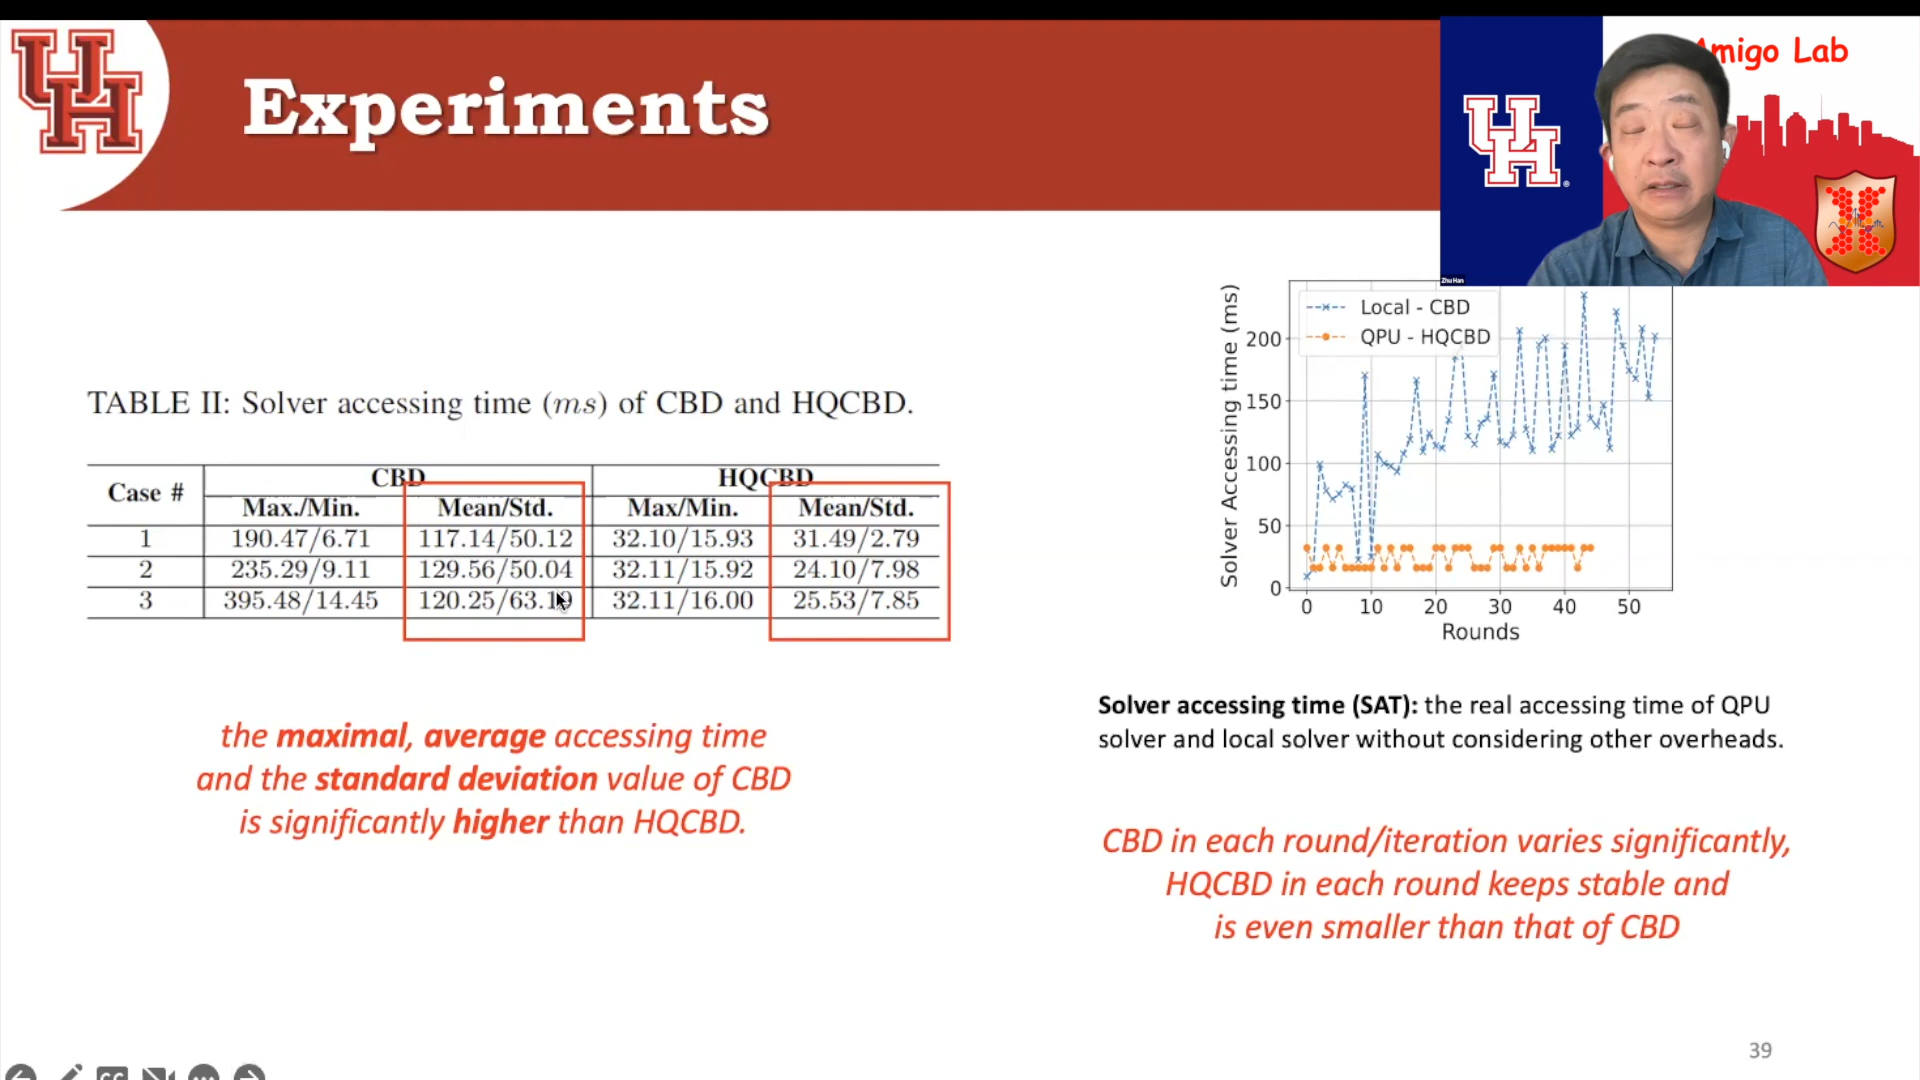 Experiments
Amigo Lab
Zhu Han
TABLE II: Solver accessing time (ms) of CBD and HQCBD.
Case # CBD HQCBD
Max./Min. Mean/Std. Max/Min. Mean/Std.
1 190.47/6.71 117.14/50.12 32.10/15.93 31.49/2.79
2 235.29/9.11 129.56/50.04 32.11/15.92 24.10/7.98
3 395.48/14.45 120.25/63.19 32.11/16.00 25.53/7.85
the maximal, average accessing time
and the standard deviation value of CBD
is significantly higher than HQCBD.
Solver Accessing time (ms)
Local - CBD
QPU - HQCBD
200
150
100
50
0
0 10 20 30 40 50
Rounds
Solver accessing time (SAT): the real accessing time of QPU
solver and local solver without considering other overheads.
CBD in each round/iteration varies significantly,
HQCBD in each round keeps stable and
is even smaller than that of CBD
39